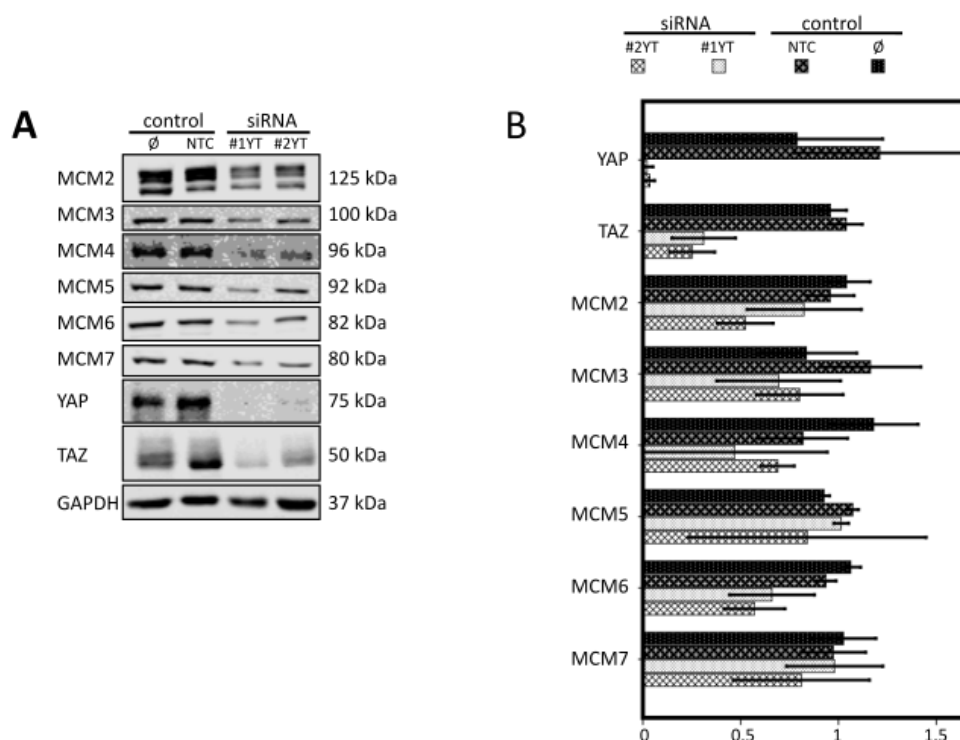 A
control siRNA
Ø NTC #1YT #2YT
MCM2 125 kDa
MCM3 100 kDa
MCM4 96 kDa
MCM5 92 kDa
MCM6 82 kDa
MCM7 80 kDa
YAP 75 kDa
TAZ 50 kDa
GAPDH 37 kDa
B
siRNA control
#2YT #1YT NTC Ø
YAP
TAZ
MCM2
MCM3
MCM4
MCM5
MCM6
MCM7
0 0.5 1 1.5